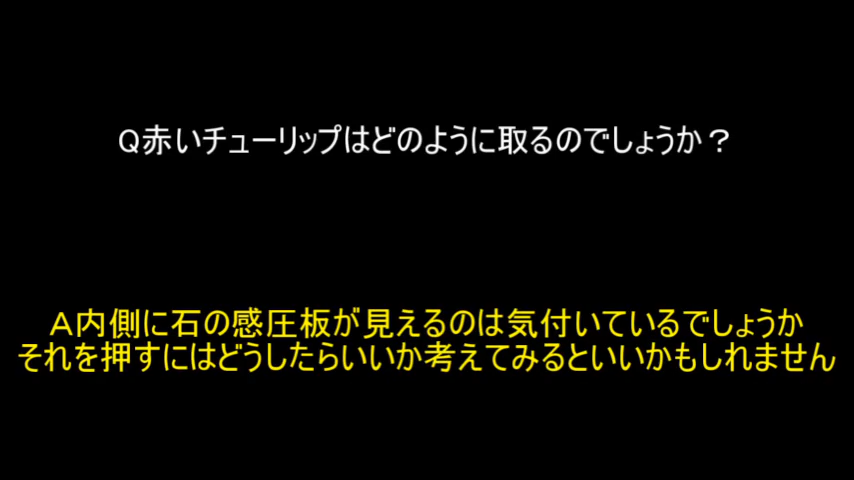 Q赤いチューリップはどのように取るのでしょうか？
A内側に石の感圧板が見えるのは気付いているでしょうか
それを押すにはどうしたらいいか考えてみるといいかもしれません